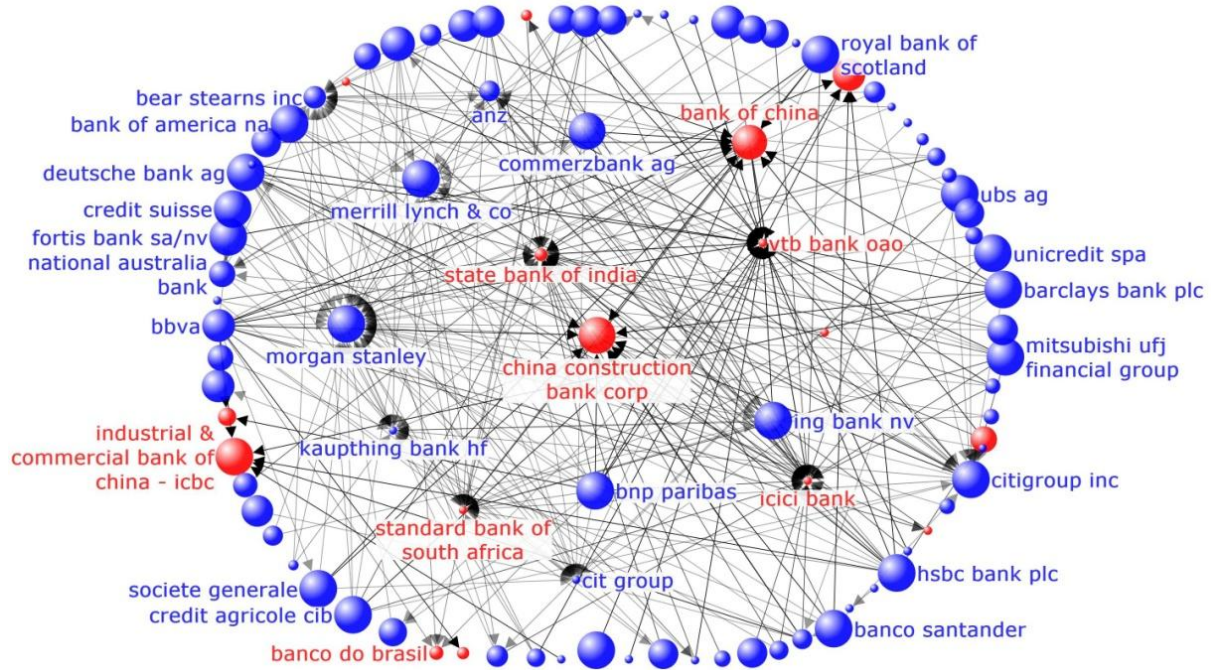 royal bank of
scotland
bear stearns inc
bank of america na
anz
bank of china
commerzbank ag
deutsche bank ag
merrill lynch & co
ubs ag
credit suisse
fortis bank sa/nv
vtb bank oao
national australia
bank
state bank of india
unicredit spa
barclays bank plc
bbva
morgan stanley
china construction
bank corp
mitsubishi ufj
financial group
industrial &
commercial bank of
china - icbc
kaupthing bank hf
ing bank nv
citigroup inc
bnp paribas
icici bank
standard bank of
south africa
cit group
hsbc bank plc
societe generale
credit agricole cib
banco santander
banco do brasil